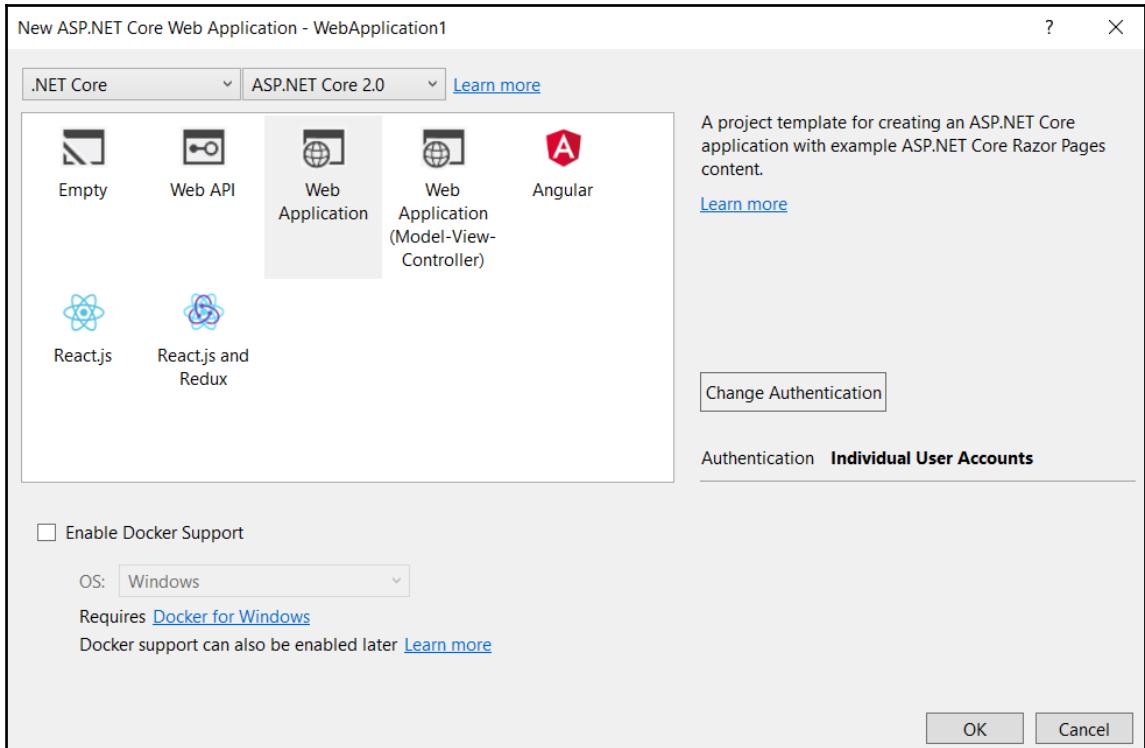 New ASP.NET Core Web Application - WebApplication1
?
.NET Core
ASP.NET Core 2.0
Learn more
Empty
Web API
Web
Application
Web
Application
(Model-View-
Controller)
Angular
React.js
React.js and
Redux
A project template for creating an ASP.NET Core
application with example ASP.NET Core Razor Pages
content.
Learn more
Change Authentication
Authentication Individual User Accounts
Enable Docker Support
OS: Windows
Requires Docker for Windows
Docker support can also be enabled later Learn more
OK
Cancel